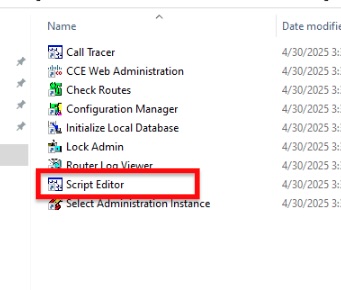 Name
Date modifie
Call Tracer
4/30/2025 3:
CCE Web Administration
4/30/2025 3:
Check Routes
4/30/2025 3:
Configuration Manager
4/30/2025 3:
Initialize Local Database
4/30/2025 3:
Lock Admin
4/30/2025 3:
Router Log Viewer
4/30/2025 3:
Script Editor
4/30/2025 3:
Select Administration Instance
4/30/2025 3: